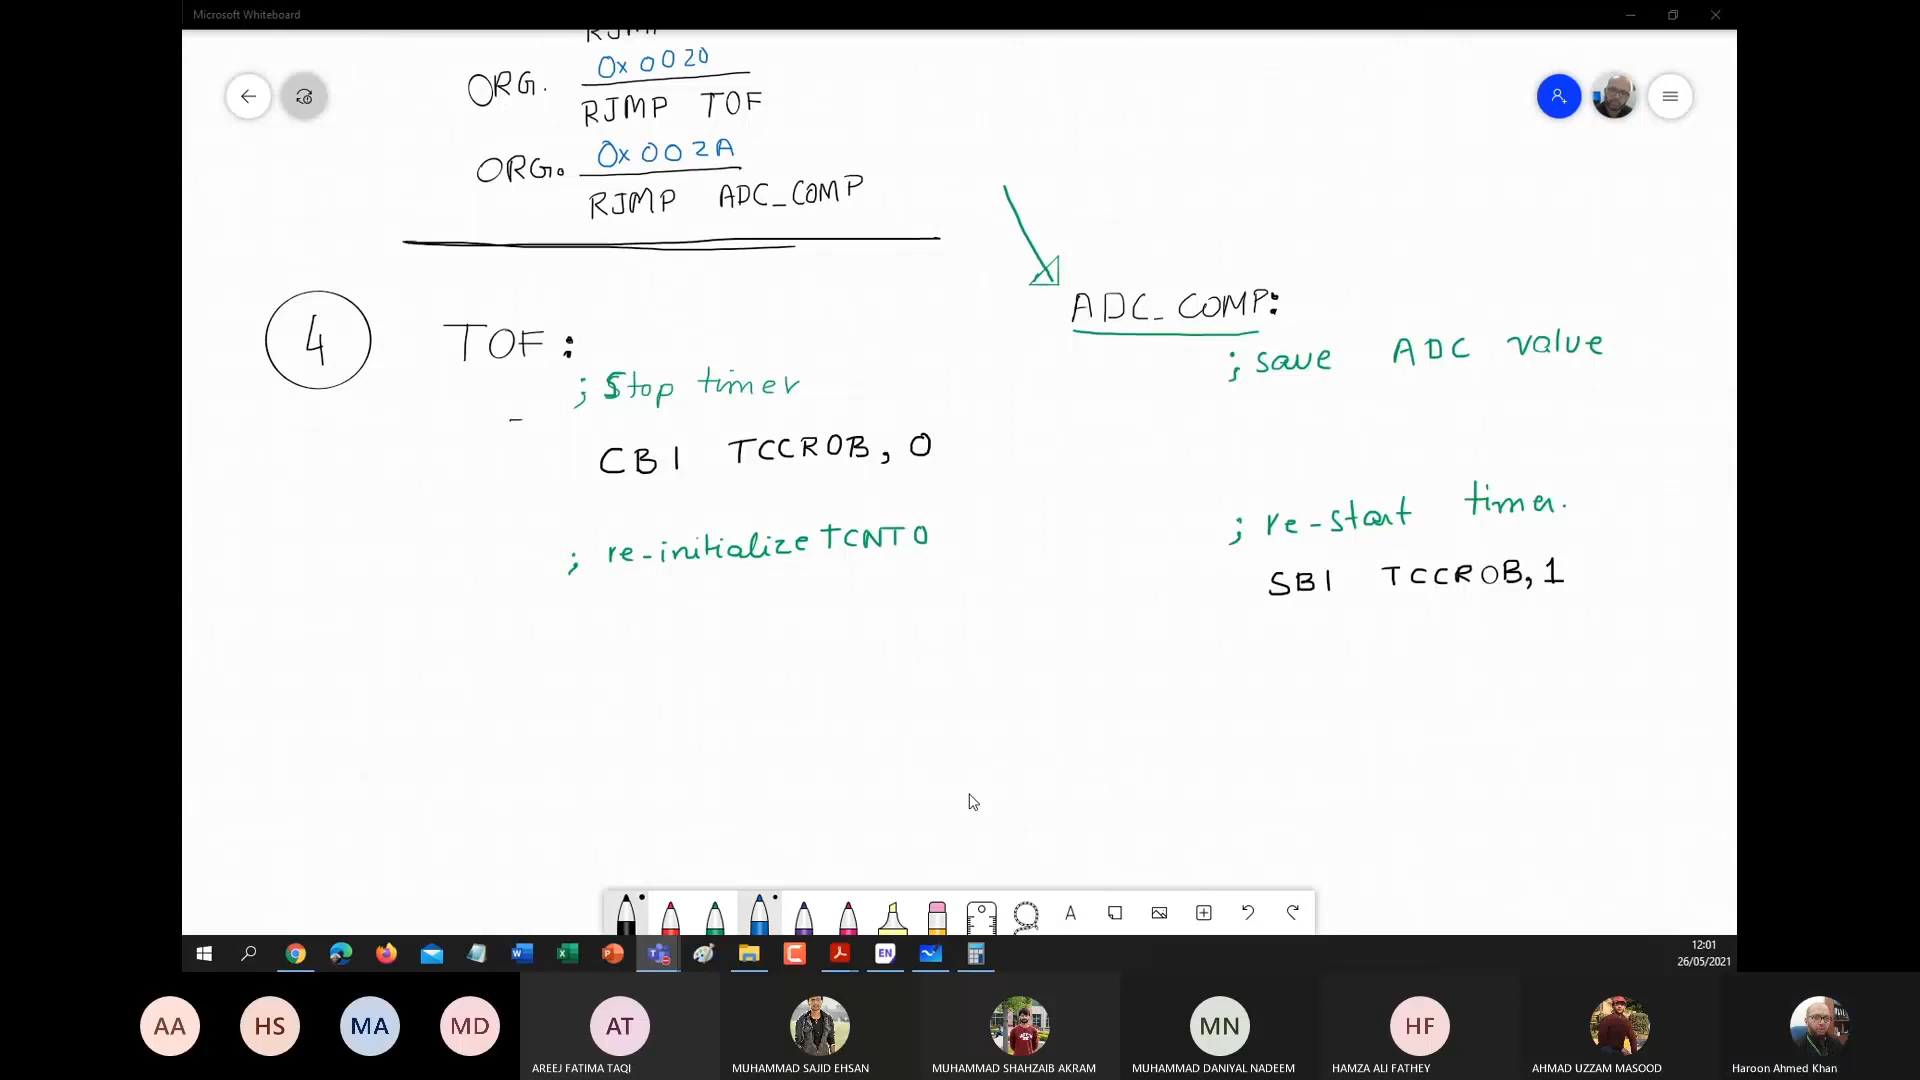 Microsoft Whiteboard
RJMP
ORG. 0x0020
RJMP TOF
ORG. 0x002A
RJMP ADC_COMP
4
TOF:
; Stop timer
CBI TCCR0B, 0
; re-initialize TCNT0
ADC_COMP:
; save ADC value
; re-start timer.
SBI TCCR0B, 1
A
EN
12:01
26/05/2021
AA
HS
MA
MD
AT
MN
HF
AREEJ FATIMA TAQI
MUHAMMAD SAJID EHSAN
MUHAMMAD SHAHZAIB AKRAM
MUHAMMAD DANIYAL NADEEM
HAMZA ALI FATHEY
AHMAD UZZAM MASOOD
Haroon Ahmed Khan